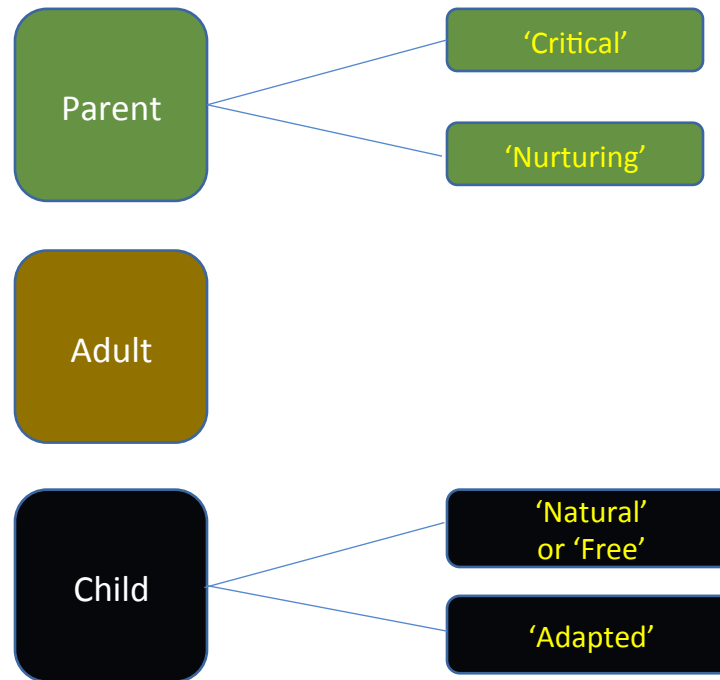 Parent
‘Critical’
‘Nurturing’
Adult
Child
‘Natural’
or ‘Free’
‘Adapted’